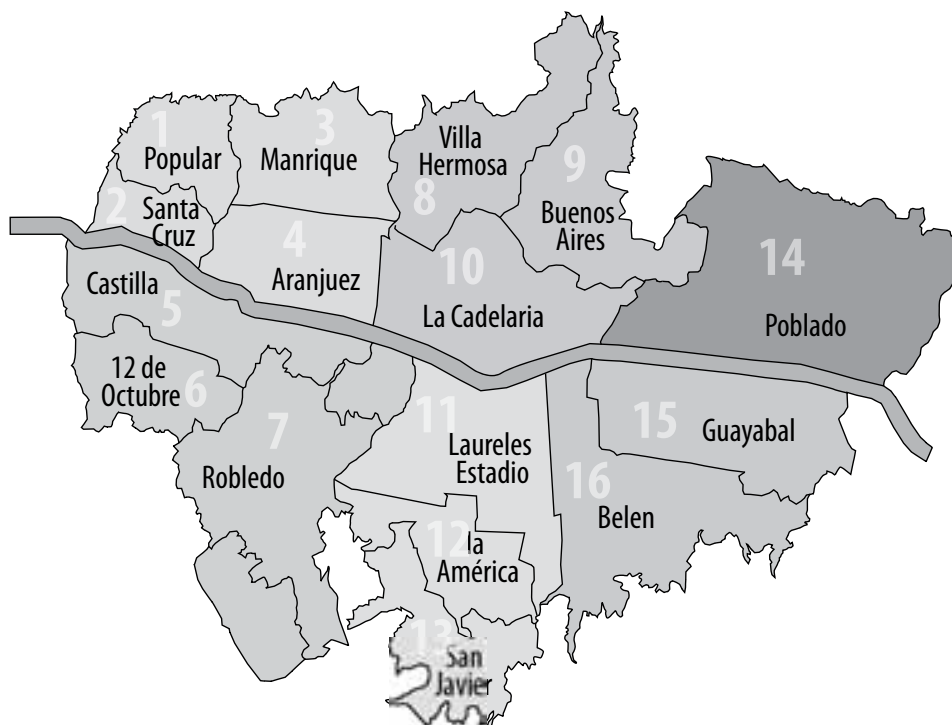 1
Popular
2
Santa
Cruz
3
Manrique
4
Aranjuez
Castilla
5
12 de
Octubre
6
7
Robledo
Villa
Hermosa
8
9
Buenos
Aires
10
La Cadelaria
11
Laureles
Estadio
12
la
América
13
San
Javier
14
Poblado
15
Guayabal
16
Belen